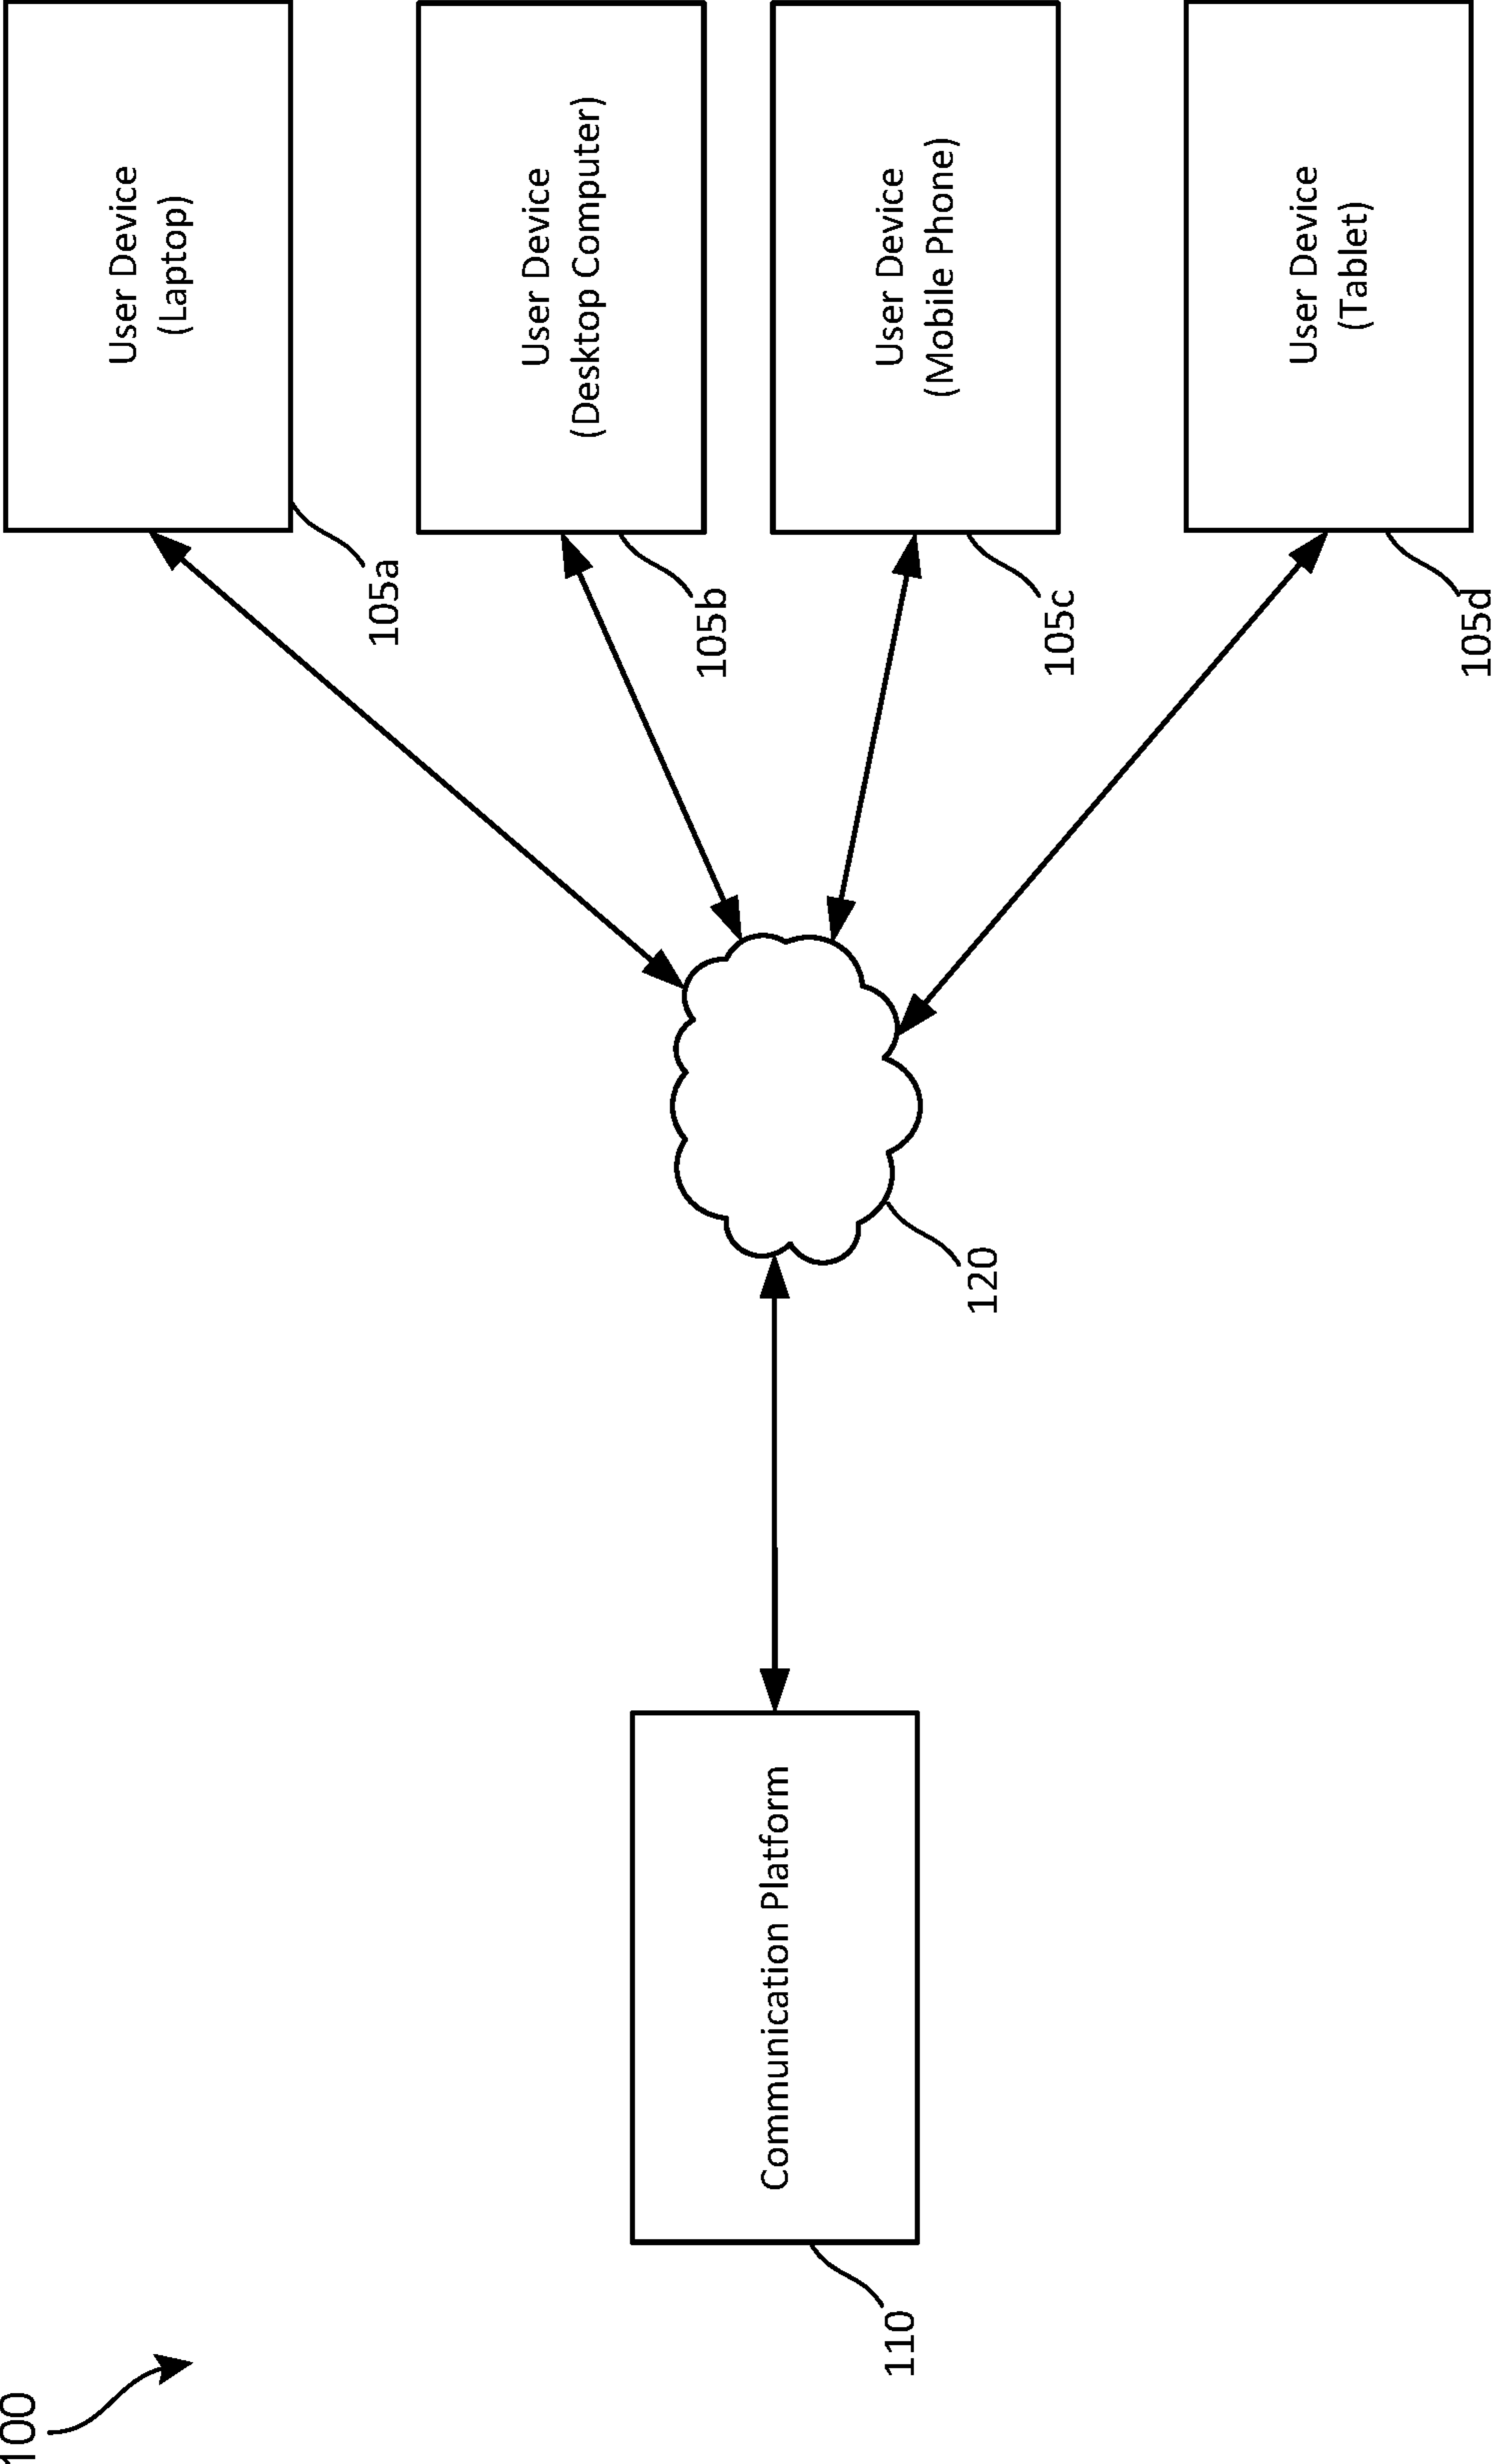 100
User Device
(Laptop)
105a
User Device
(Desktop Computer)
105b
Communication Platform
110
120
User Device
(Mobile Phone)
105c
User Device
(Tablet)
105d